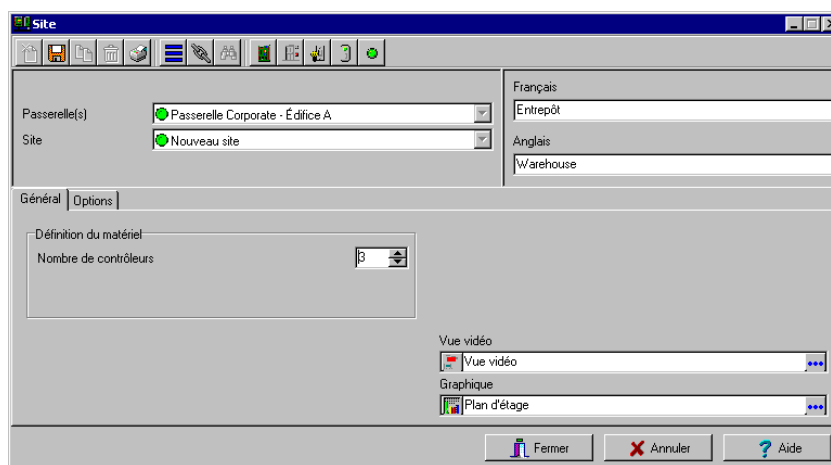 Site
Français
Passerelle(s) Passerelle Corporate - Édifice A Entrepôt
Site Nouveau site Anglais
Warehouse
Général Options
Définition du matériel
Nombre de contrôleurs 3
Vue vidéo
Vue vidéo
Graphique
Plan d'étage
Fermer Annuler ? Aide